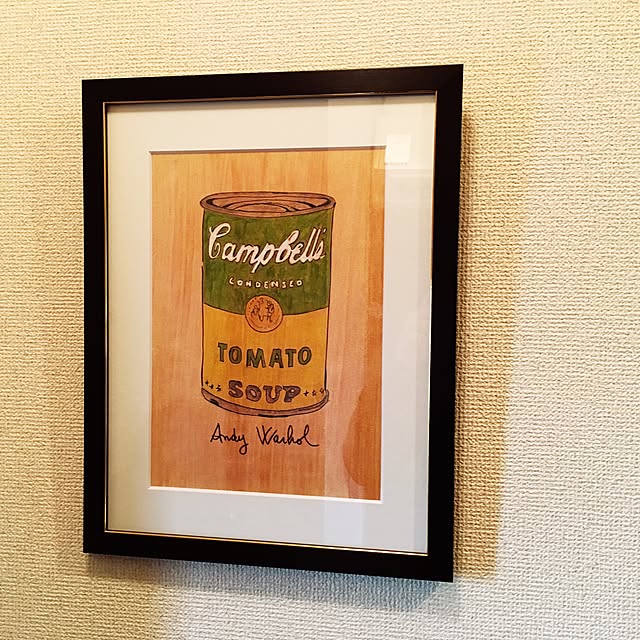 Campbell's
CONDENSED
TOMATO
SOUP
Andy Warhol